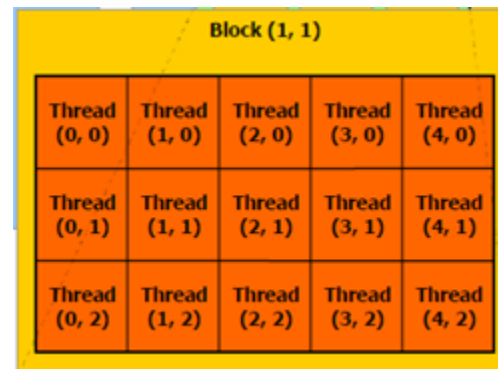 Block (1, 1)
Thread Thread Thread Thread Thread
(0, 0) (1, 0) (2, 0) (3, 0) (4, 0)
Thread Thread Thread Thread Thread
(0, 1) (1, 1) (2, 1) (3, 1) (4, 1)
Thread Thread Thread Thread Thread
(0, 2) (1, 2) (2, 2) (3, 2) (4, 2)